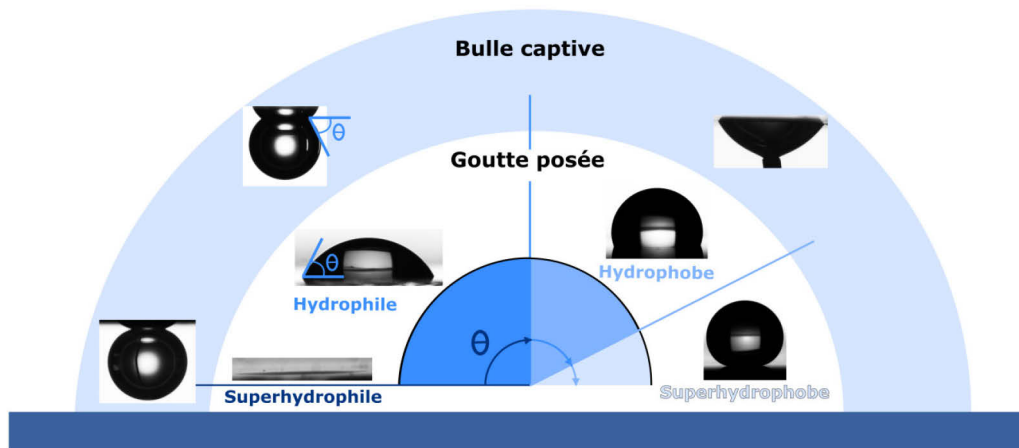 Bulle captive
θ
Goutte posée
θ
Hydrophile
Hydrophobe
θ
Superhydrophile
Superhydrophobe